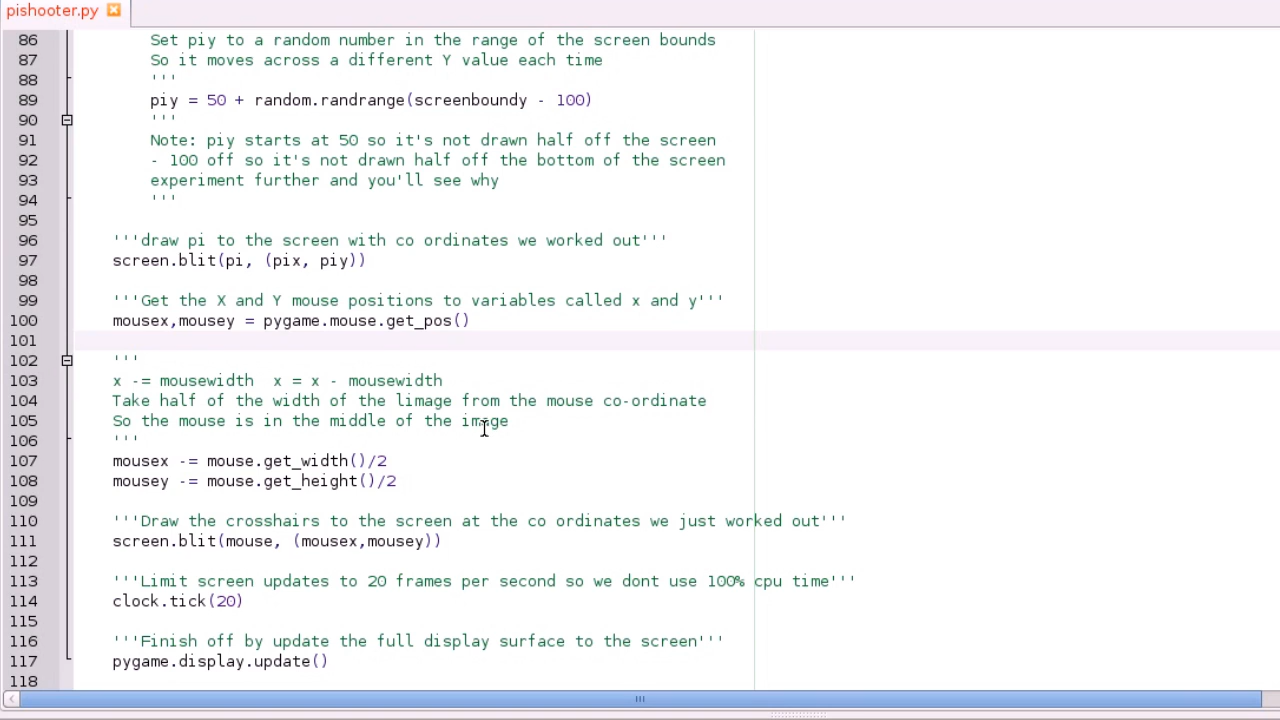 pishooter.py
86 Set piy to a random number in the range of the screen bounds
87 So it moves across a different Y value each time
88 '''
89 piy = 50 + random.randrange(screenboundy - 100)
90 '''
91 Note: piy starts at 50 so it's not drawn half off the screen
92 - 100 off so it's not drawn half off the bottom of the screen
93 experiment further and you'll see why
94 '''
95
96 '''draw pi to the screen with co ordinates we worked out'''
97 screen.blit(pi, (pix, piy))
98
99 '''Get the X and Y mouse positions to variables called x and y'''
100 mousex,mousey = pygame.mouse.get_pos()
101
102 '''
103 x -= mousewidth  x = x - mousewidth
104 Take half of the width of the limage from the mouse co-ordinate
105 So the mouse is in the middle of the image
106 '''
107 mousex -= mouse.get_width()/2
108 mousey -= mouse.get_height()/2
109
110 '''Draw the crosshairs to the screen at the co ordinates we just worked out'''
111 screen.blit(mouse, (mousex,mousey))
112
113 '''Limit screen updates to 20 frames per second so we dont use 100% cpu time'''
114 clock.tick(20)
115
116 '''Finish off by update the full display surface to the screen'''
117 pygame.display.update()
118